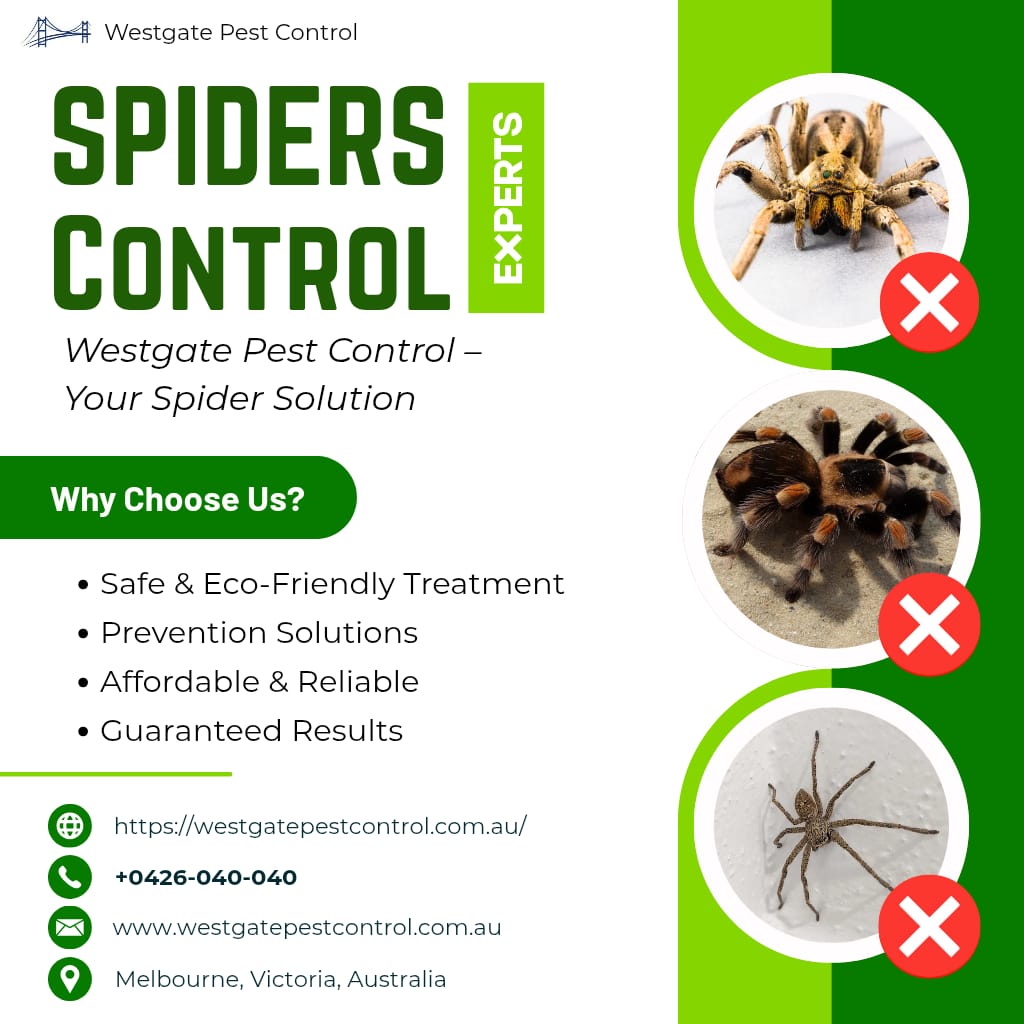 Westgate Pest Control
SPIDERS
CONTROL
EXPERTS
Westgate Pest Control –
Your Spider Solution
Why Choose Us?
• Safe & Eco-Friendly Treatment
• Prevention Solutions
• Affordable & Reliable
• Guaranteed Results
https://westgatepestcontrol.com.au/
+0426-040-040
www.westgatepestcontrol.com.au
Melbourne, Victoria, Australia